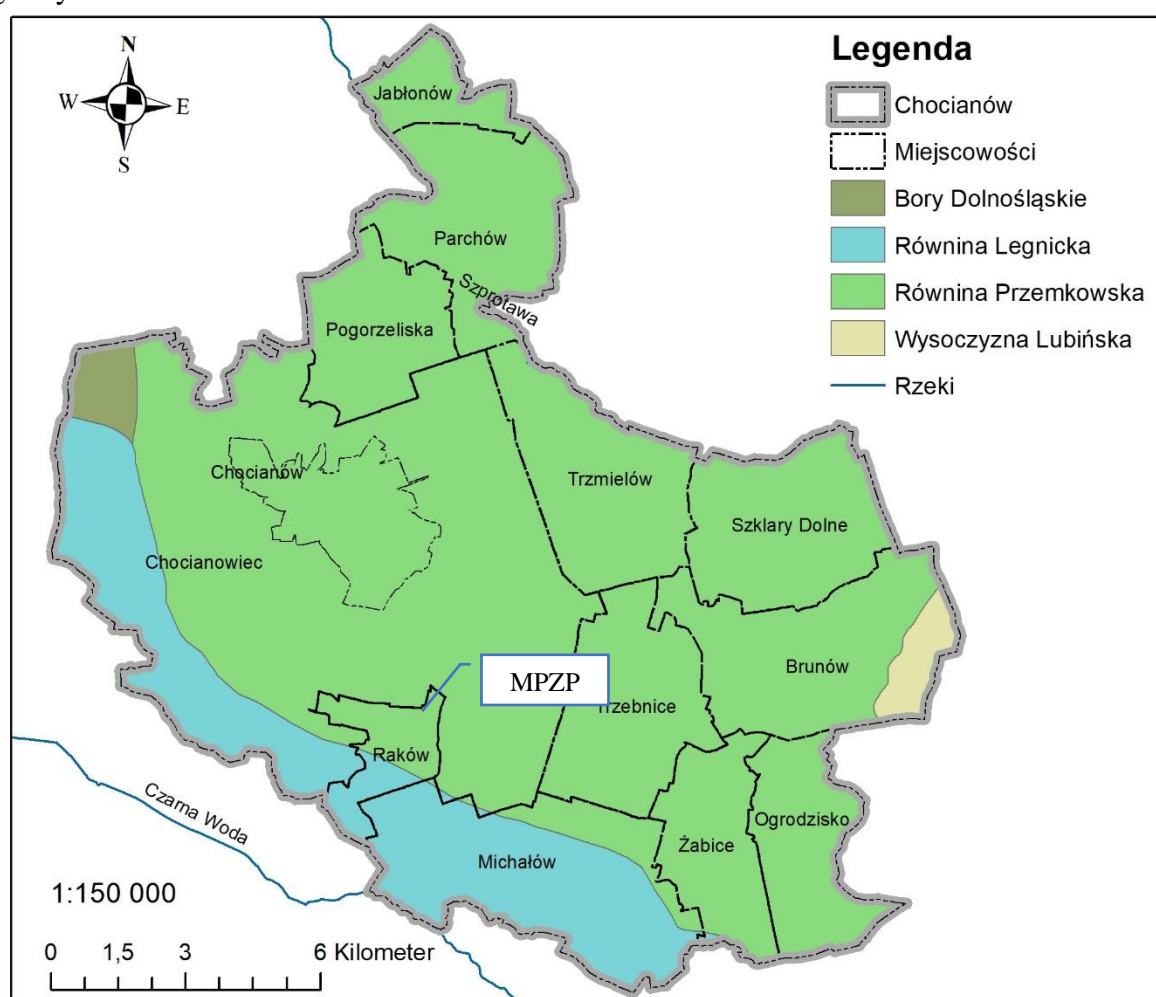 N
W
E
S
Legenda
Chocianów
Miejscowości
Bory Dolnośląskie
Równina Legnicka
Równina Przemkowska
Wysoczyzna Lubińska
Rzeki
Jabłonów
Parchów
Szprotawa
Pogorzeliska
Chocianów
Trzmielów
Szklary Dolne
Chocianowiec
Brunów
MPZP
Raków
Czarna Woda
Ogrodzisko
Żabice
Michałów
1:150 000
0 1,5 3 6 Kilometer